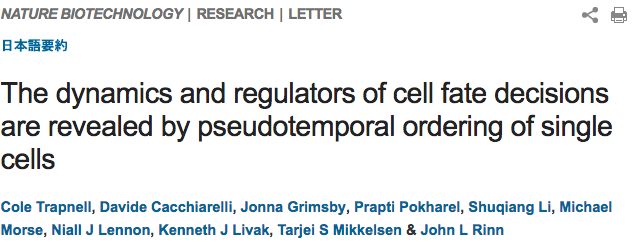 NATURE BIOTECHNOLOGY | RESEARCH | LETTER
日本語要約
The dynamics and regulators of cell fate decisions
are revealed by pseudotemporal ordering of single
cells
Cole Trapnell, Davide Cacchiarelli, Jonna Grimsby, Prapti Pokharel, Shuqiang Li, Michael
Morse, Niall J Lennon, Kenneth J Livak, Tarjei S Mikkelsen & John L Rinn